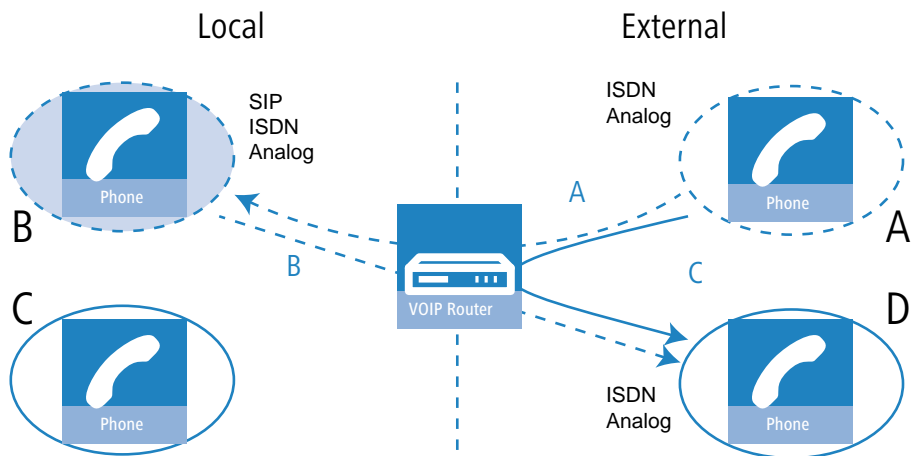 Local
External
SIP
ISDN
Analog
ISDN
Analog
Phone
Phone
B
A
A
B
C
VOIP Router
C
D
Phone
ISDN
Analog
Phone